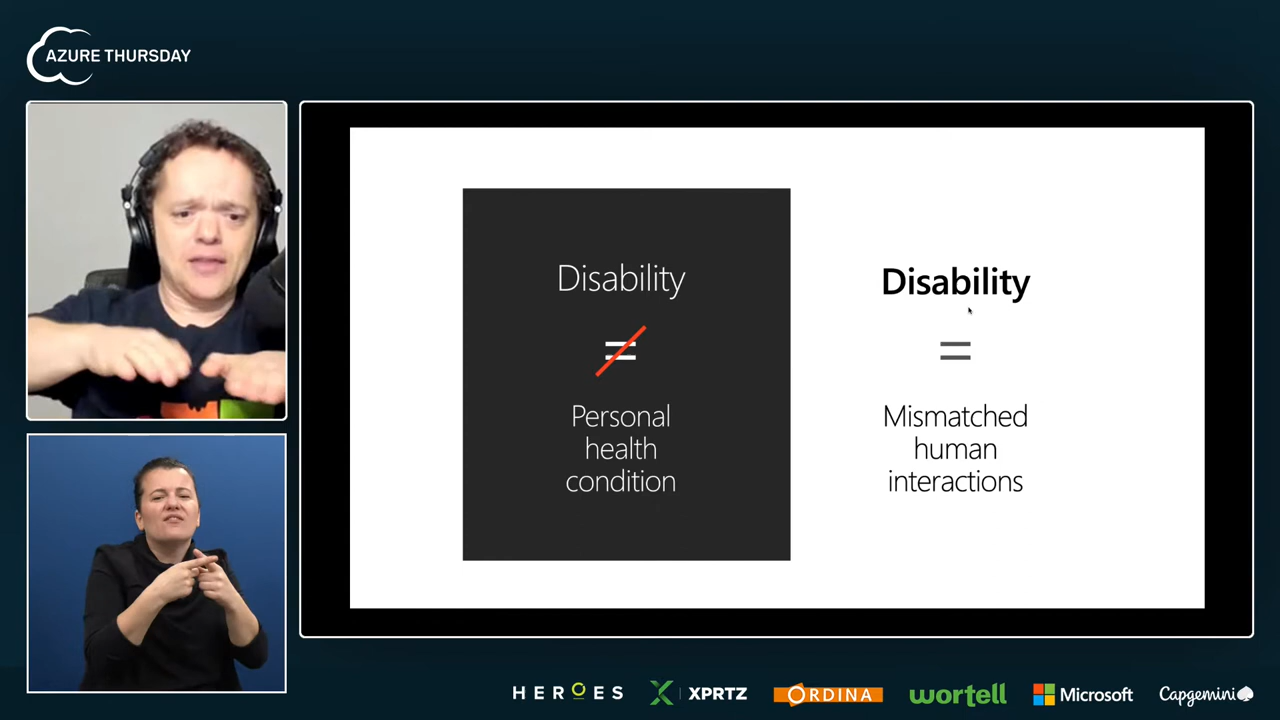 AZURE THURSDAY
Disability
=
Personal
health
condition
Disability
=
Mismatched
human
interactions
HEROES
XPRTZ
ORDINA
wortell
Microsoft
Capgemini